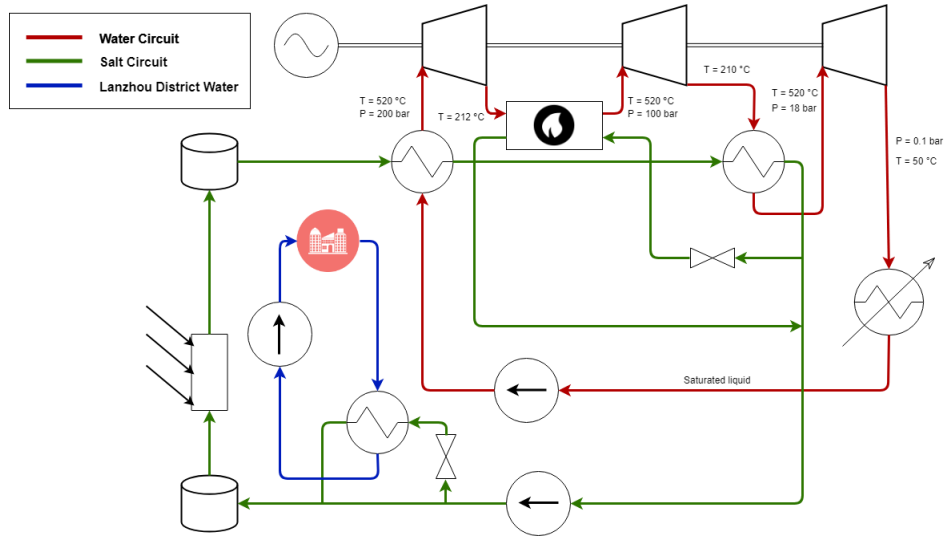 Water Circuit
Salt Circuit
Lanzhou District Water
T = 520 °C
P = 200 bar
T = 212 °C
T = 520 °C
P = 100 bar
T = 210 °C
T = 520 °C
P = 18 bar
P = 0.1 bar
T = 50 °C
Saturated liquid